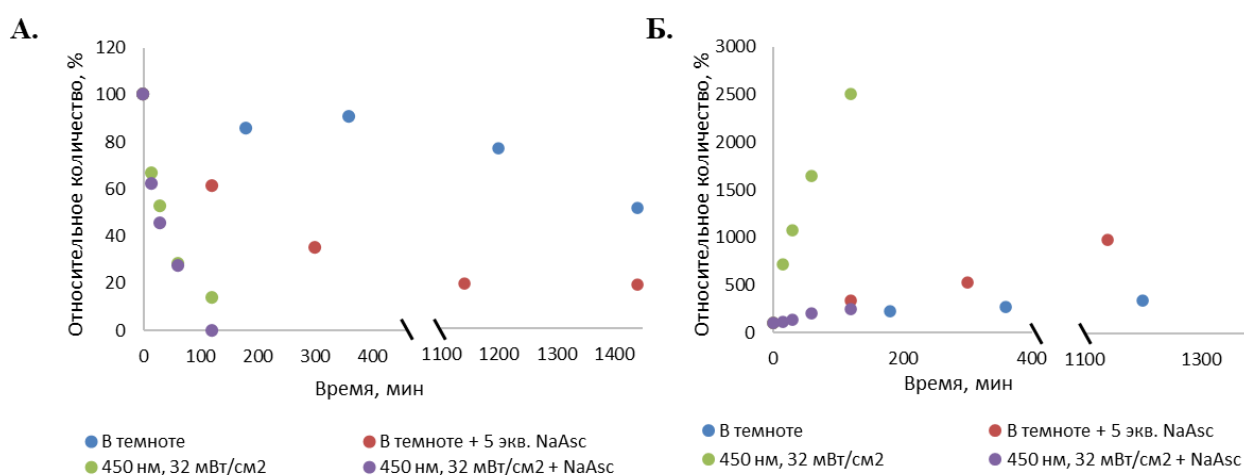 А.
Относительное количество, %
120
100
80
60
40
20
0
0 100 200 300 400 1100 1200 1300 1400
Время, мин
В темноте
В темноте + 5 экв. NaAsc
450 нм, 32 мВт/см2
450 нм, 32 мВт/см2 + NaAsc
Б.
Относительное количество, %
3000
2500
2000
1500
1000
500
0
0 200 400 1100 1300
Время, мин
В темноте
В темноте + 5 экв. NaAsc
450 нм, 32 мВт/см2
450 нм, 32 мВт/см2 + NaAsc